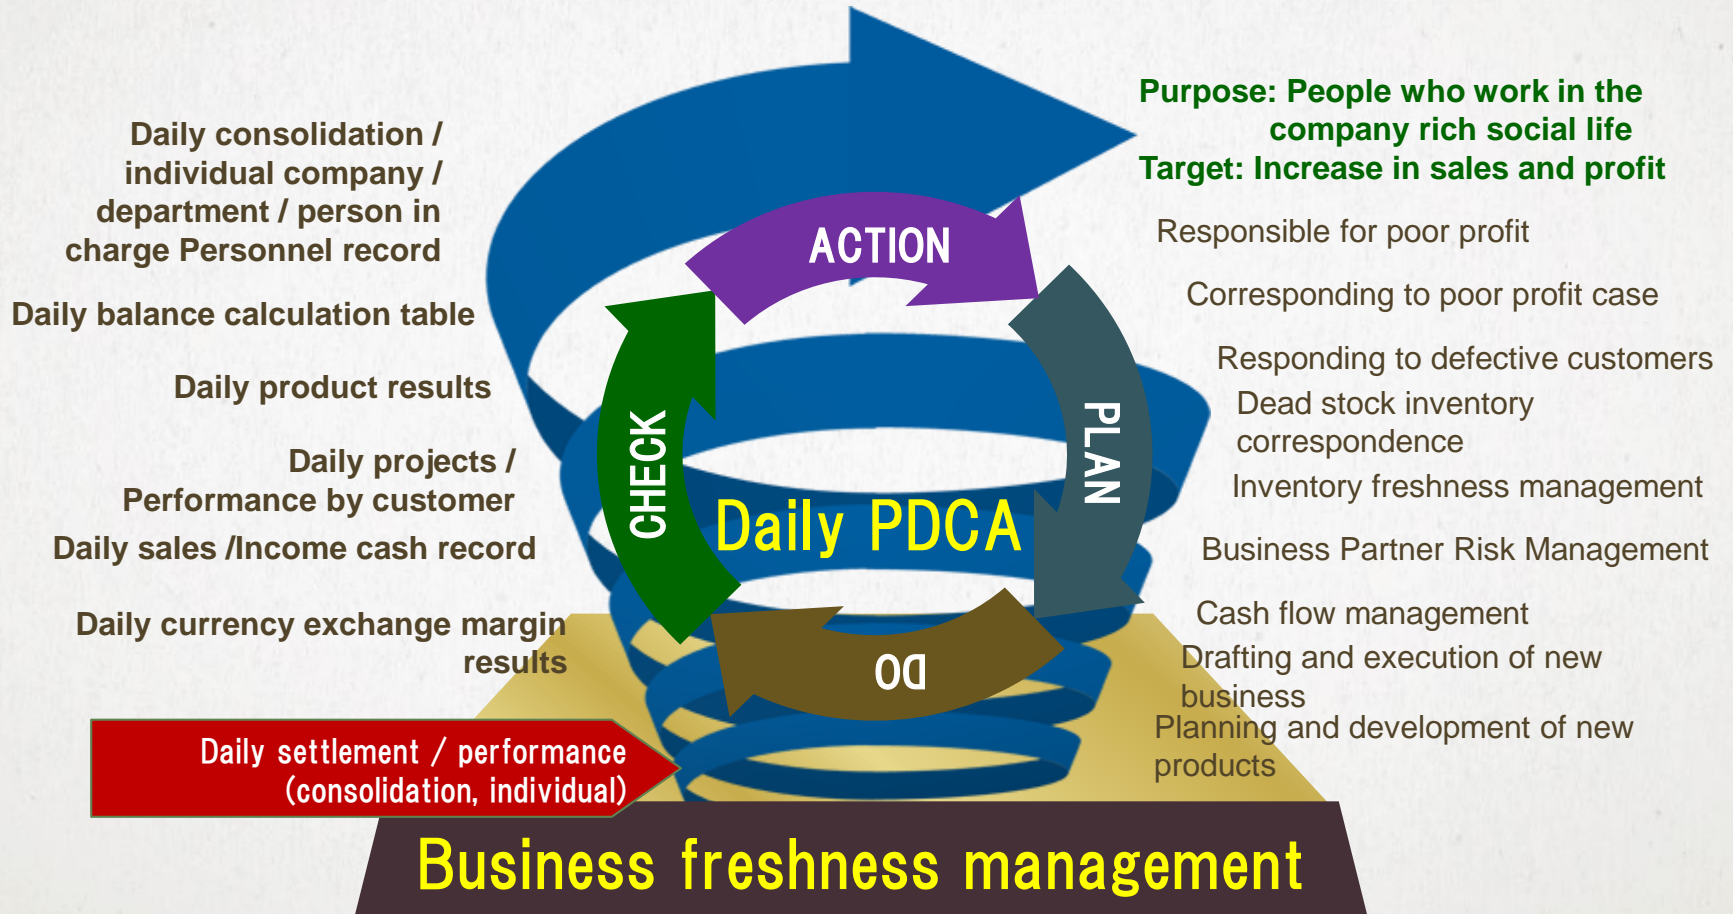 Purpose: People who work in the
company rich social life
Target: Increase in sales and profit
Daily consolidation /
individual company /
department / person in
charge Personnel record
Daily balance calculation table
Daily product results
Daily projects /
Performance by customer
Daily sales /Income cash record
Daily currency exchange margin
results
Daily settlement / performance
(consolidation, individual)
ACTION
PLAN
DO
CHECK
Daily PDCA
Responsible for poor profit
Corresponding to poor profit case
Responding to defective customers
Dead stock inventory
correspondence
Inventory freshness management
Business Partner Risk Management
Cash flow management
Drafting and execution of new
business
Planning and development of new
products
Business freshness management